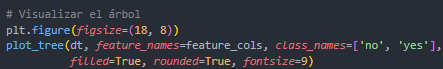 # Visualizar el árbol
plt.figure(figsize=(18, 8))
plot_tree(dt, feature_names=feature_cols, class_names=['no', 'yes'],
filled=True, rounded=True, fontsize=9)